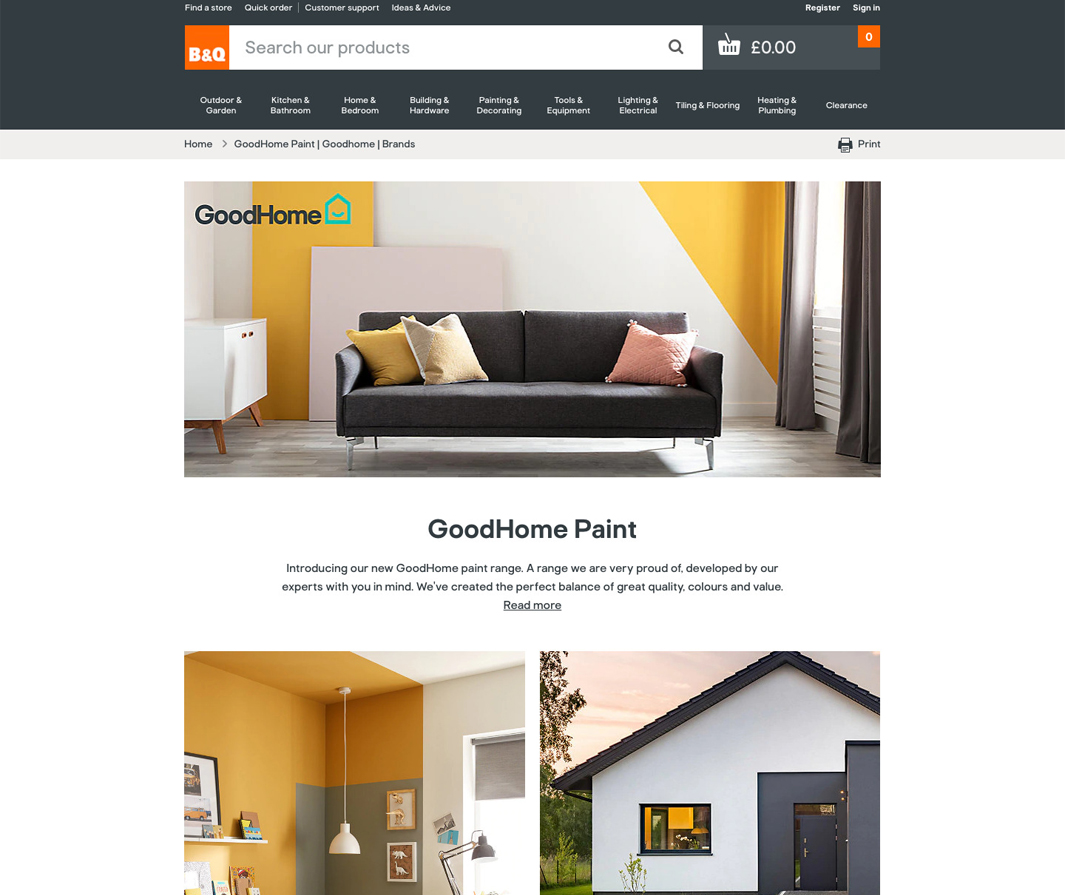 Find a store Quick order Customer support Ideas & Advice Register Sign in
B&Q Search our products £0.00 0
Outdoor &
Garden
Kitchen &
Bathroom
Home &
Bedroom
Building &
Hardware
Painting &
Decorating
Tools &
Equipment
Lighting &
Electrical
Tiling & Flooring
Heating &
Plumbing
Clearance
Home GoodHome Paint | Goodhome | Brands Print
GoodHome
GoodHome Paint
Introducing our new GoodHome paint range. A range we are very proud of, developed by our
experts with you in mind. We've created the perfect balance of great quality, colours and value.
Read more